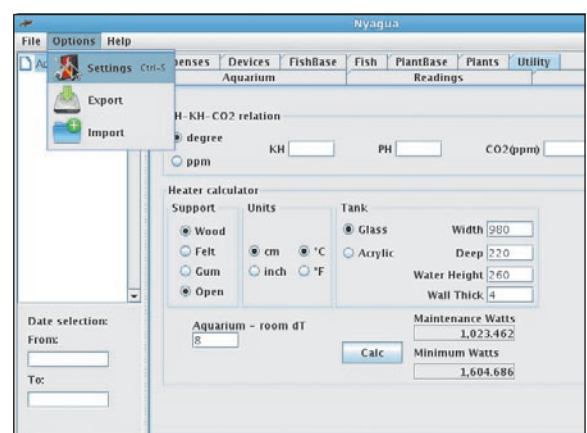 Nyagua
File Options Help
Settings Ctrl-S
Export
Import
Devices FishBase Fish PlantBase Plants Utility
Aquarium Readings
KH-CO2 relation
degree
ppm
KH PH CO2(ppm)
Heater calculator
Support Units Tank
Wood Glass Width 980
Felt cm °C Acrylic Deep 220
Gum inch °F Water Height 260
Open Wall Thick 4
Date selection:
From:
To:
Aquarium - room dT
8
Calc
Maintenance Watts
1,023.462
Minimum Watts
1,604.686